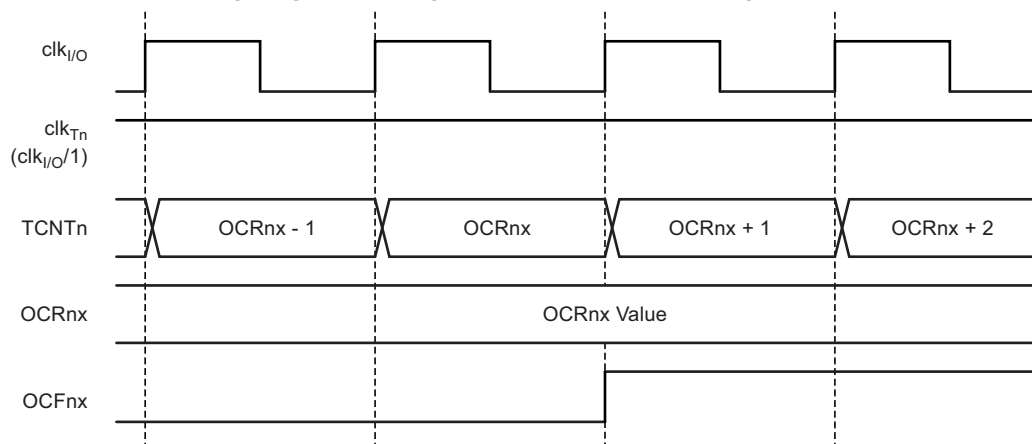 clkI/O
clkTn
(clkI/O/1)
TCNTn OCRnx - 1 OCRnx OCRnx + 1 OCRnx + 2
OCRnx OCRnx Value
OCFnx